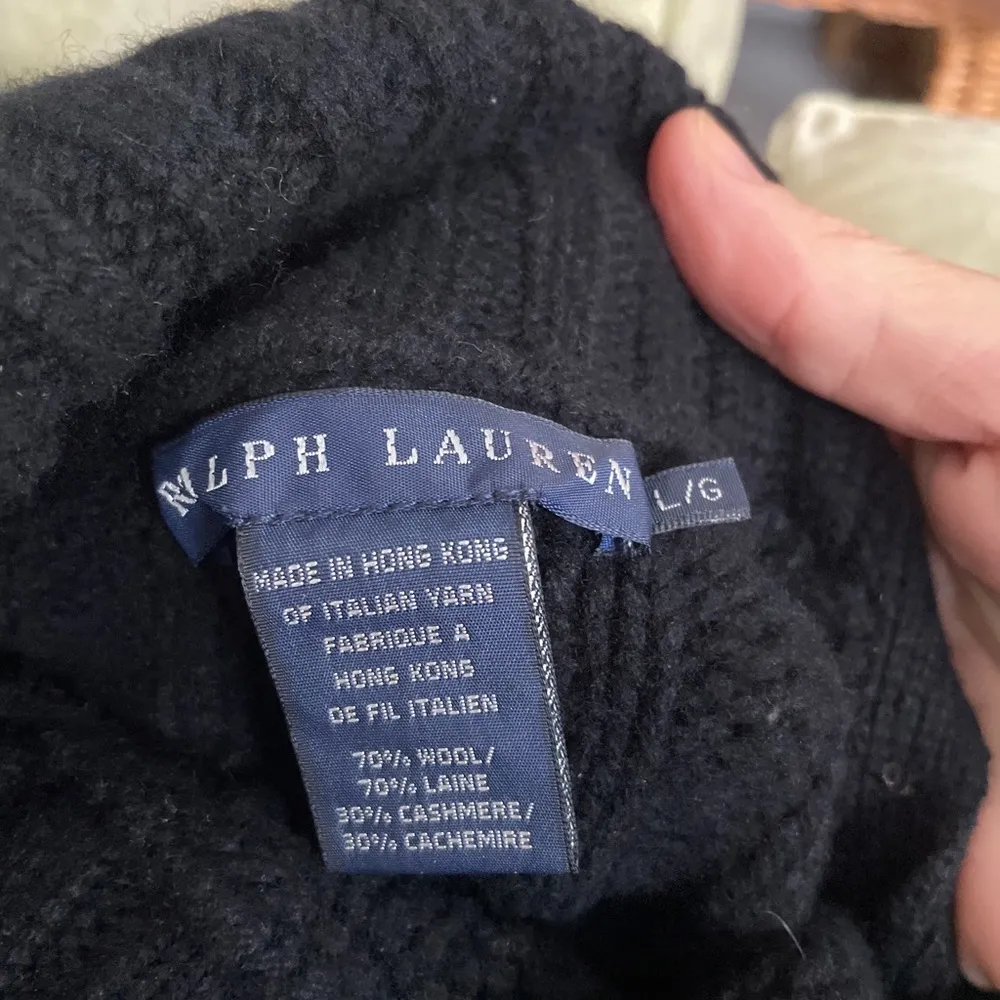 RALPH LAUREN
L/G
MADE IN HONG KONG
OF ITALIAN YARN
FABRIQUE A
HONG KONG
DE FIL ITALIEN
70% WOOL/
70% LAINE
30% CASHMERE/
30% CACHEMIRE